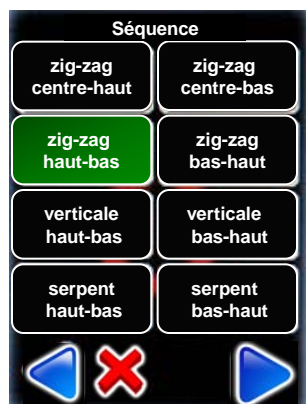 Séquence
zig-zag
centre-haut
zig-zag
centre-bas
zig-zag
haut-bas
zig-zag
bas-haut
verticale
haut-bas
verticale
bas-haut
serpent
haut-bas
serpent
bas-haut